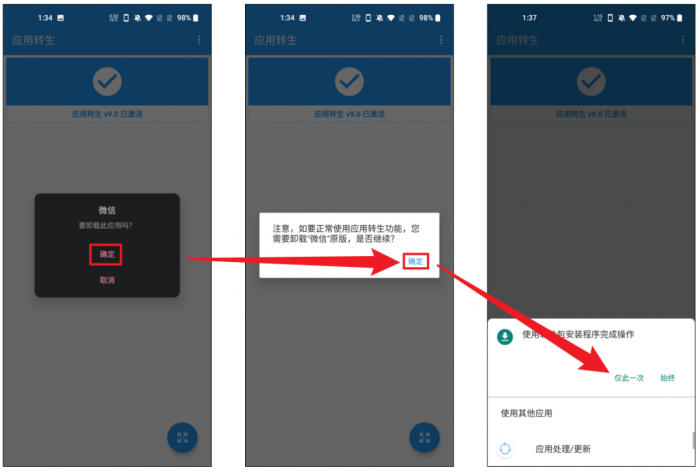 1:34
98%
应用转生
应用转生 v9.0 已激活
微信
要卸载此应用吗?
确定
取消
1:34
98%
应用转生
应用转生 v9.0 已激活
注意，如要正常使用应用转生功能，您
需要卸载"微信"原版，是否继续?
确定
1:37
97%
应用转生
应用转生 v9.0 已激活
使用 包安装程序完成操作
仅此一次 始终
使用其他应用
应用处理/更新